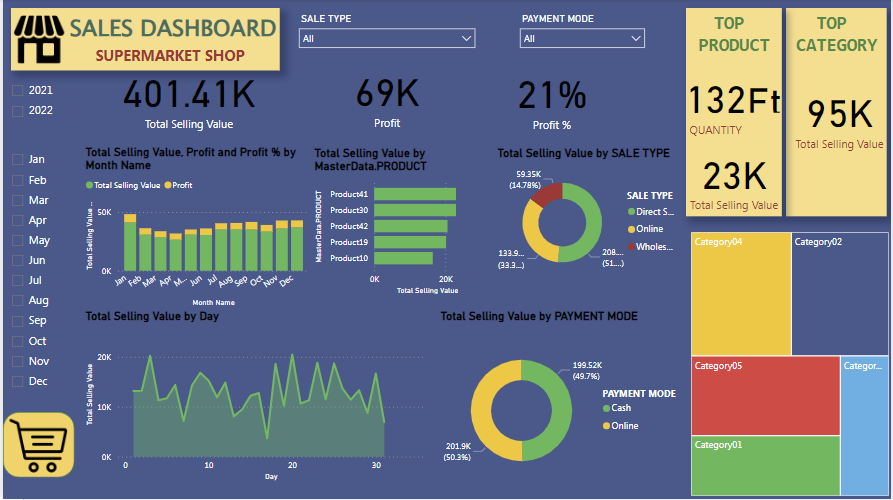 SALES DASHBOARD
SUPERMARKET SHOP
SALE TYPE
All
PAYMENT MODE
All
TOP
PRODUCT
132Ft
QUANTITY
23K
Total Selling Value
TOP
CATEGORY
95K
Total Selling Value
2021
2022
401.41K
Total Selling Value
69K
Profit
21%
Profit %
Jan
Feb
Mar
Apr
May
Jun
Jul
Aug
Sep
Oct
Nov
Dec
Total Selling Value, Profit and Profit % by
Month Name
Total Selling Value
Profit
Total Selling Value ...
50K
0K
Jan
Feb
Mar
Apr
M...
Jun
Jul
Aug
Sep
Oct
Nov
Dec
Month Name
Total Selling Value by
MasterData.PRODUCT
MasterData.PRODUCT
Product41
Product30
Product42
Product19
Product10
0K
20K
Total Selling Value
Total Selling Value by SALE TYPE
59.35K
(14.78%)
133.9...
(33.3...
208....
(51....
SALE TYPE
Direct S...
Online
Wholes...
Total Selling Value by Day
Total Selling Value
20K
10K
0K
0
10
20
30
Day
Total Selling Value by PAYMENT MODE
199.52K
(49.7%)
201.9K
(50.3%)
PAYMENT MODE
Cash
Online
Category04
Category02
Category05
Categor...
Category01